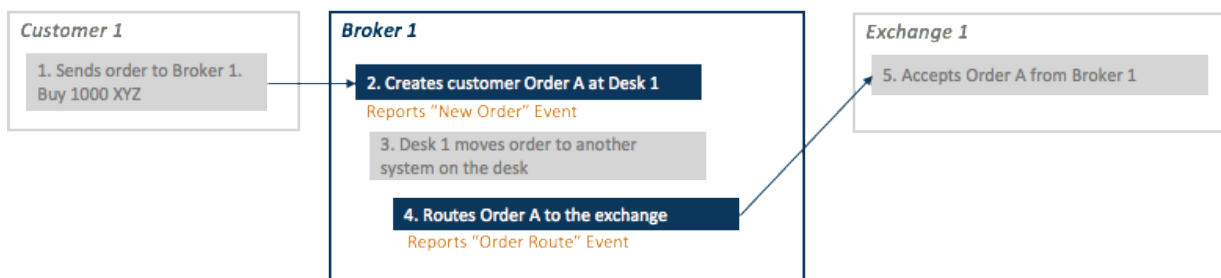 Customer 1
1. Sends order to Broker 1.
Buy 1000 XYZ
Broker 1
2. Creates customer Order A at Desk 1
Reports "New Order" Event
3. Desk 1 moves order to another
system on the desk
4. Routes Order A to the exchange
Reports "Order Route" Event
Exchange 1
5. Accepts Order A from Broker 1